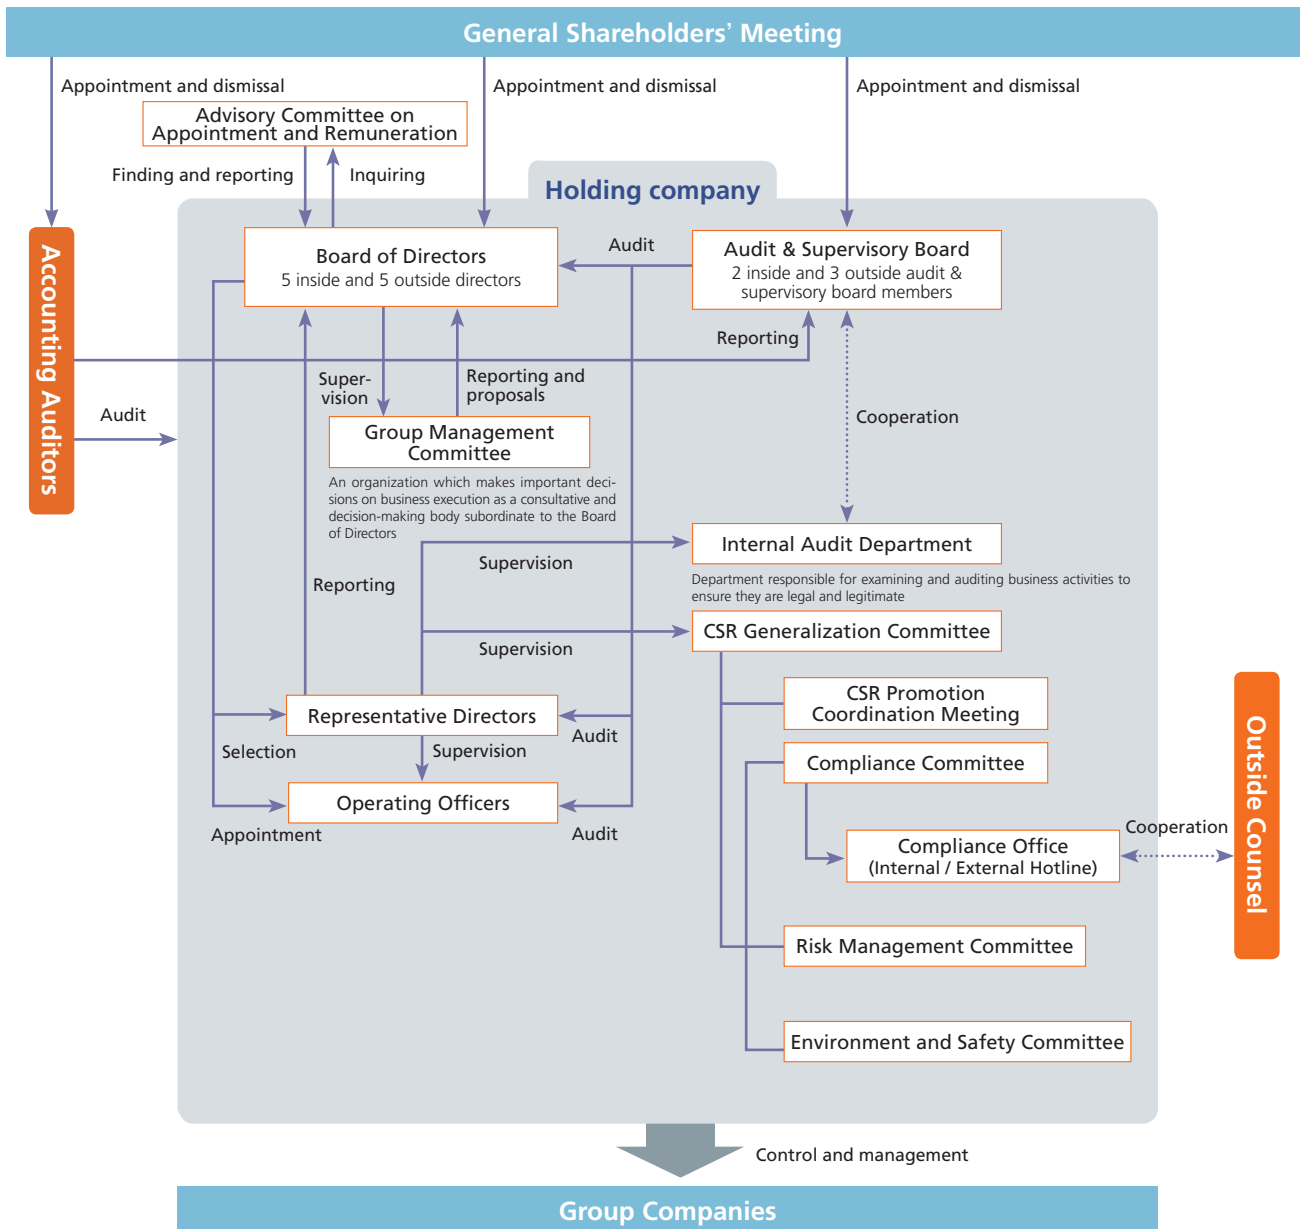 General Shareholders’ Meeting
Appointment and dismissal
Appointment and dismissal
Appointment and dismissal
Advisory Committee on
Appointment and Remuneration
Finding and reporting
Inquiring
Holding company
Accounting Auditors
Board of Directors
5 inside and 5 outside directors
Audit
Audit & Supervisory Board
2 inside and 3 outside audit &
supervisory board members
Reporting
Super-
vision
Reporting and
proposals
Audit
Cooperation
Group Management
Committee
An organization which makes important deci-
sions on business execution as a consultative and
decision-making body subordinate to the Board
of Directors
Internal Audit Department
Supervision
Department responsible for examining and auditing business activities to
ensure they are legal and legitimate
Reporting
CSR Generalization Committee
Supervision
CSR Promotion
Coordination Meeting
Representative Directors
Audit
Selection
Supervision
Compliance Committee
Outside Counsel
Operating Officers
Appointment
Audit
Cooperation
Compliance Office
(Internal / External Hotline)
Risk Management Committee
Environment and Safety Committee
Control and management
Group Companies